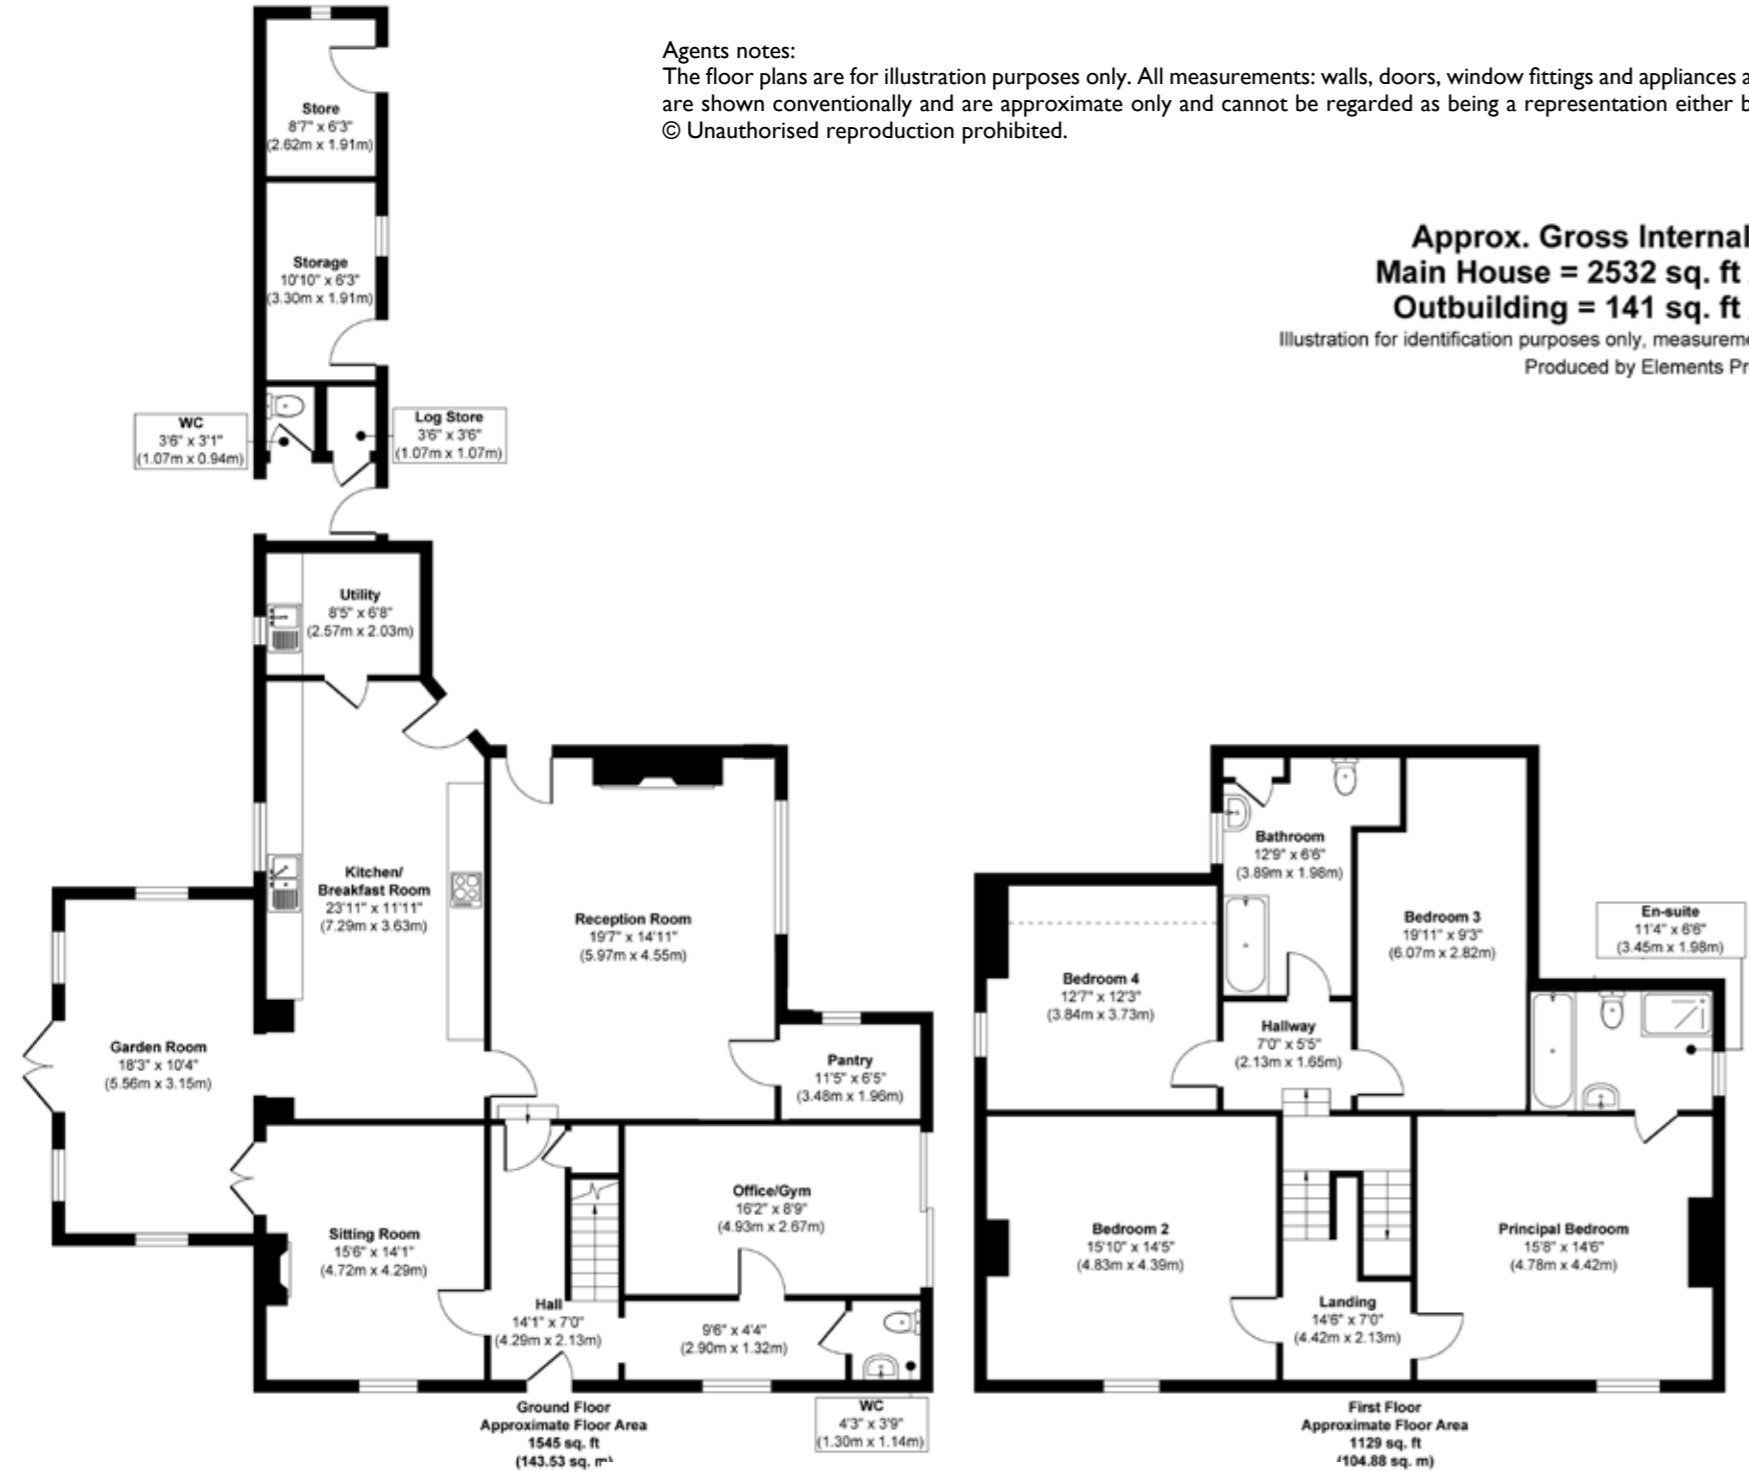 Agents notes:
The floor plans are for illustration purposes only. All measurements: walls, doors, window fittings and appliances a
are shown conventionally and are approximate only and cannot be regarded as being a representation either b
© Unauthorised reproduction prohibited.
Approx. Gross Internal
Main House = 2532 sq. ft
Outbuilding = 141 sq. ft
Illustration for identification purposes only, measureme
Produced by Elements Pr
Store
8'7" x 6'3"
(2.62m x 1.91m)
Storage
10'10" x 6'3"
(3.30m x 1.91m)
WC
3'6" x 3'1"
(1.07m x 0.94m)
Log Store
3'6" x 3'6"
(1.07m x 1.07m)
Utility
8'5" x 6'8"
(2.57m x 2.03m)
Kitchen/
Breakfast Room
23'11" x 11'11"
(7.29m x 3.63m)
Reception Room
19'7" x 14'11"
(5.97m x 4.55m)
Garden Room
18'3" x 10'4"
(5.56m x 3.15m)
Pantry
11'5" x 6'5"
(3.48m x 1.96m)
Sitting Room
15'6" x 14'1"
(4.72m x 4.29m)
Office/Gym
16'2" x 8'9"
(4.93m x 2.67m)
Hall
14'1" x 7'0"
(4.29m x 2.13m)
9'6" x 4'4"
(2.90m x 1.32m)
WC
4'3" x 3'9"
(1.30m x 1.14m)
Ground Floor
Approximate Floor Area
1545 sq. ft
(143.53 sq. m)
Bathroom
12'9" x 6'6"
(3.89m x 1.98m)
Bedroom 3
19'11" x 9'3"
(6.07m x 2.82m)
En-suite
11'4" x 6'6"
(3.45m x 1.98m)
Bedroom 4
12'7" x 12'3"
(3.84m x 3.73m)
Hallway
7'0" x 5'5"
(2.13m x 1.65m)
Bedroom 2
15'10" x 14'5"
(4.83m x 4.39m)
Principal Bedroom
15'8" x 14'6"
(4.78m x 4.42m)
Landing
14'6" x 7'0"
(4.42m x 2.13m)
First Floor
Approximate Floor Area
1129 sq. ft
(104.88 sq. m)